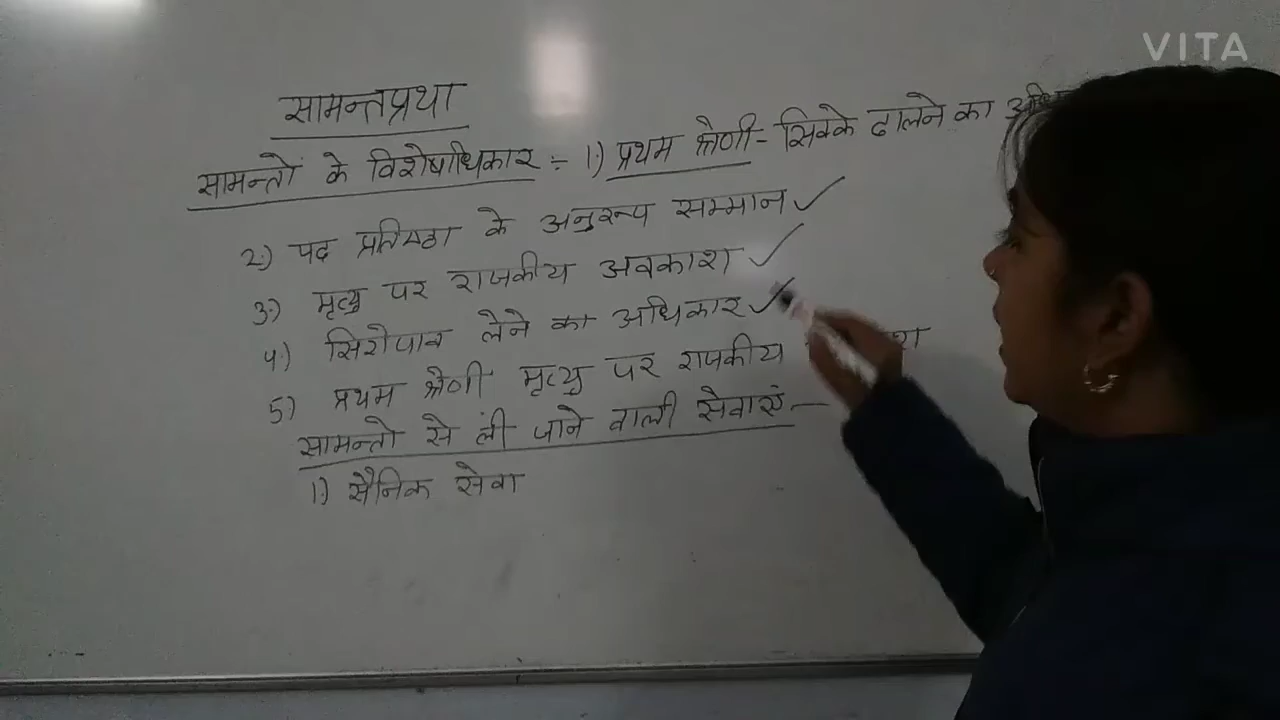 VITA
सामन्तप्रथा
सामन्तों के विशेषाधिकार :- 1.) प्रथम श्रेणी - सिक्के ढालने का
2.) पद प्रतिष्ठा के अनुरूप सम्मान ✓
3.) मृत्यु पर राजकीय अवकाश ✓
4.) सिरोपाव लेने का अधिकार ✓
5) प्रथम श्रेणी मृत्यु पर राजकीय
सामन्तो से ली जाने वाली सेवाएं :-
1.) सैनिक सेवा